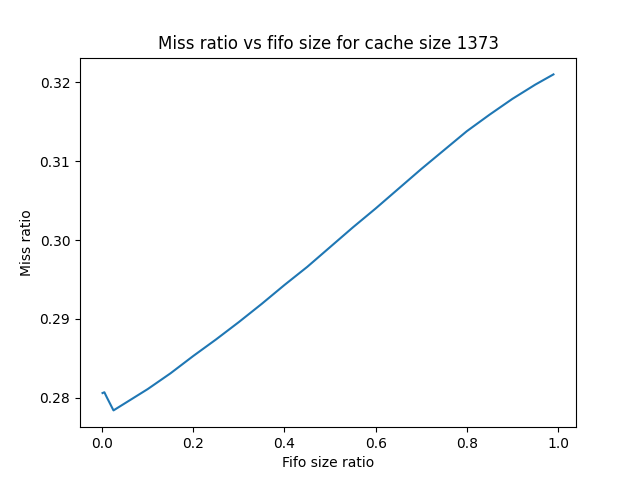 Miss ratio vs fifo size for cache size 1373
0.32
0.31
0.30
0.29
0.28
Miss ratio
0.0 0.2 0.4 0.6 0.8 1.0
Fifo size ratio